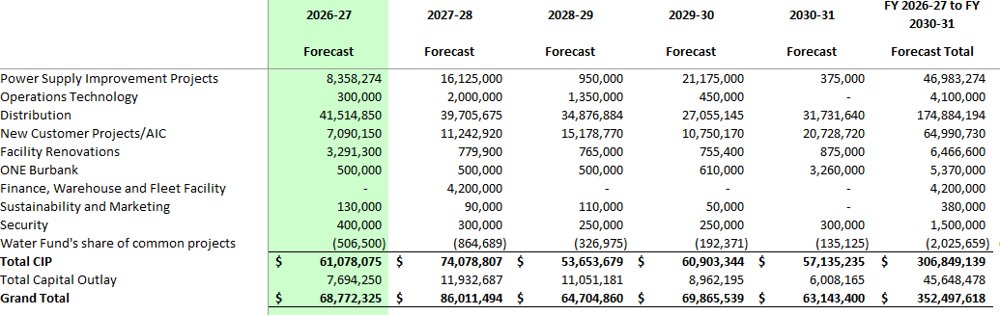 2026-27 2027-28 2028-29 2029-30 2030-31 FY 2026-27 to FY
2030-31
Forecast Forecast Forecast Forecast Forecast Forecast Total
Power Supply Improvement Projects 8,358,274 16,125,000 950,000 21,175,000 375,000 46,983,274
Operations Technology 300,000 2,000,000 1,350,000 450,000 - 4,100,000
Distribution 41,514,850 39,705,675 34,876,884 27,055,145 31,731,640 174,884,194
New Customer Projects/AIC 7,090,150 11,242,920 15,178,770 10,750,170 20,728,720 64,990,730
Facility Renovations 3,291,300 779,900 765,000 755,400 875,000 6,466,600
ONE Burbank 500,000 500,000 500,000 610,000 3,260,000 5,370,000
Finance, Warehouse and Fleet Facility - 4,200,000 - - - 4,200,000
Sustainability and Marketing 130,000 90,000 110,000 50,000 - 380,000
Security 400,000 300,000 250,000 250,000 300,000 1,500,000
Water Fund's share of common projects (506,500) (864,689) (326,975) (192,371) (135,125) (2,025,659)
Total CIP $ 61,078,075 $ 74,078,807 $ 53,653,679 $ 60,903,344 $ 57,135,235 $ 306,849,139
Total Capital Outlay 7,694,250 11,932,687 11,051,181 8,962,195 6,008,165 45,648,478
Grand Total $ 68,772,325 $ 86,011,494 $ 64,704,860 $ 69,865,539 $ 63,143,400 $ 352,497,618